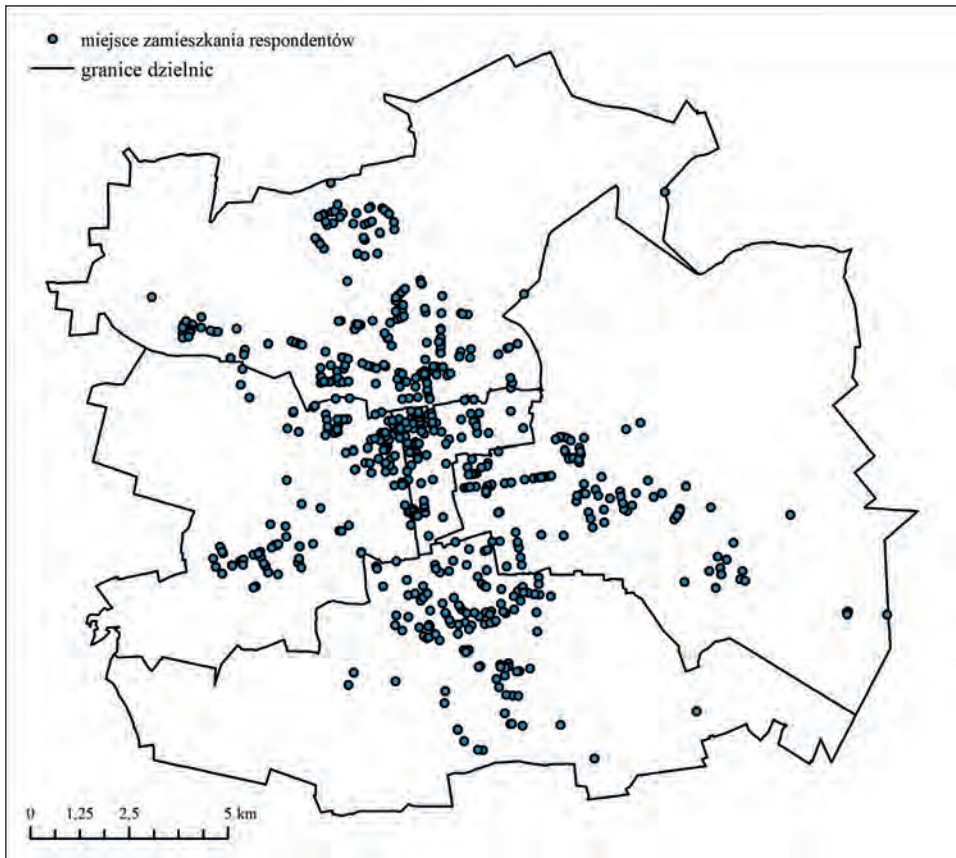 miejsce zamieszkania respondentów
granice dzielnic
0 1,25 2,5 5 km